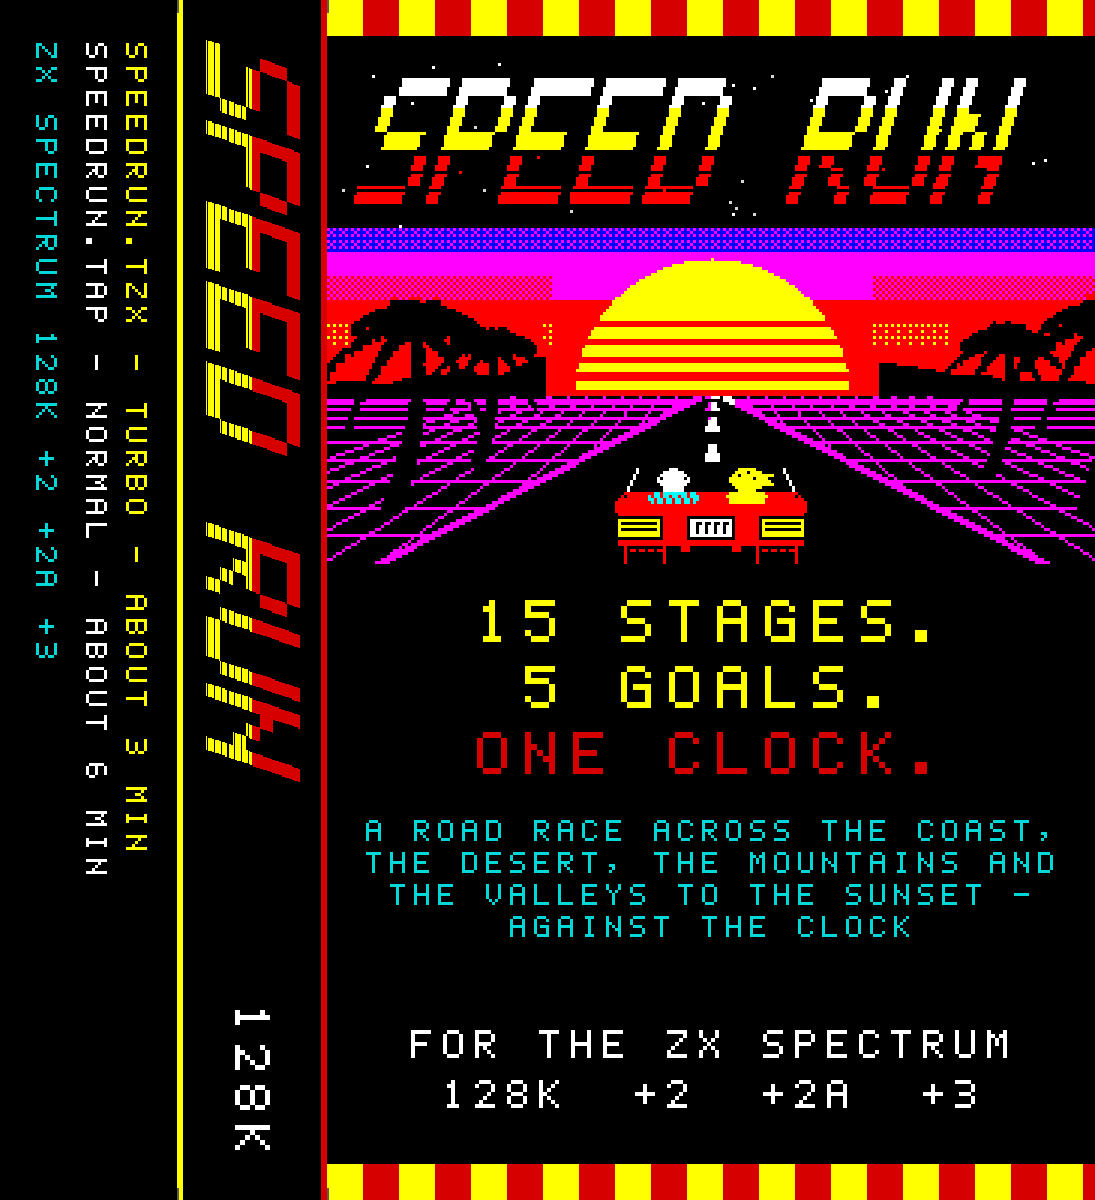 SPEEDRUN.TZX - TURBO - ABOUT 3 MIN
SPEEDRUN.TAP - NORMAL - ABOUT 6 MIN
ZX SPECTRUM 128K +2 +2A +3
SPEED RUN
128K
SPEED RUN
15 STAGES.
5 GOALS.
ONE CLOCK.
A ROAD RACE ACROSS THE COAST,
THE DESERT, THE MOUNTAINS AND
THE VALLEYS TO THE SUNSET -
AGAINST THE CLOCK
FOR THE ZX SPECTRUM
128K +2 +2A +3